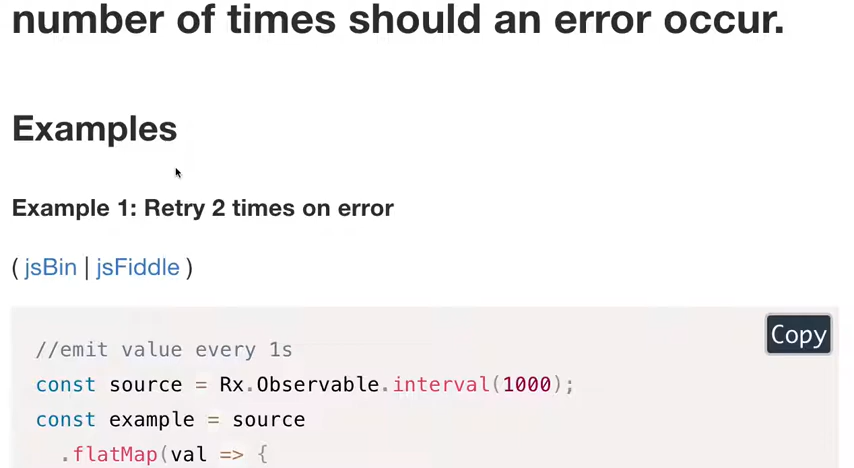 number of times should an error occur.
Examples
Example 1: Retry 2 times on error
( jsBin | jsFiddle )
Copy
//emit value every 1s
const source = Rx.Observable.interval(1000);
const example = source
.flatMap(val => {